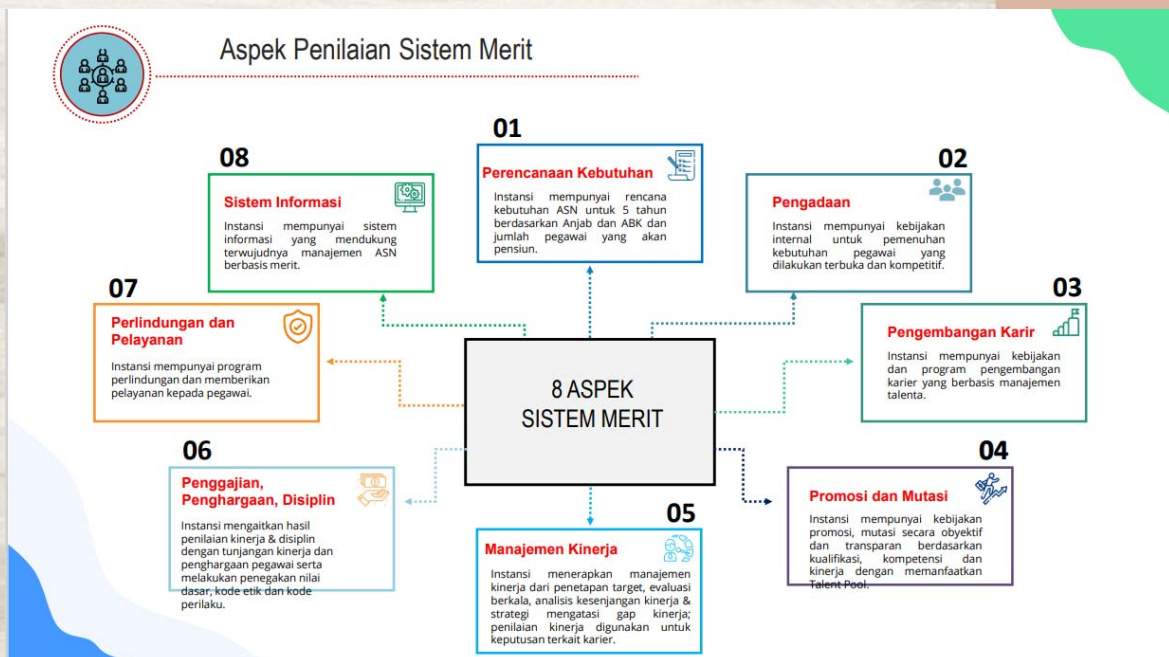 Aspek Penilaian Sistem Merit
01
Perencanaan Kebutuhan
Instansi mempunyai rencana
kebutuhan ASN untuk 5 tahun
berdasarkan Anjab dan ABK dan
jumlah pegawai yang akan
pensiun.
02
Pengadaan
Instansi mempunyai kebijakan
internal untuk pemenuhan
kebutuhan pegawai yang
dilakukan terbuka dan kompetitif.
03
Pengembangan Karir
Instansi mempunyai kebijakan
dan program pengembangan
karier yang berbasis manajemen
talenta.
04
Promosi dan Mutasi
Instansi mempunyai kebijakan
promosi, mutasi secara obyektif
dan transparan berdasarkan
kualifikasi, kompetensi dan
kinerja dengan memanfaatkan
Talent Pool.
05
Manajemen Kinerja
Instansi menerapkan manajemen
kinerja dari penetapan target, evaluasi
berkala, analisis kesenjangan kinerja &
strategi mengatasi gap kinerja;
penilaian kinerja digunakan untuk
keputusan terkait karier.
06
Penggajian,
Penghargaan, Disiplin
Instansi mengaitkan hasil
penilaian kinerja & disiplin
dengan tunjangan kinerja dan
penghargaan pegawai serta
melakukan penegakan nilai
dasar, kode etik dan kode
perilaku.
07
Perlindungan dan
Pelayanan
Instansi mempunyai program
perlindungan dan memberikan
pelayanan kepada pegawai.
08
Sistem Informasi
Instansi mempunyai sistem
informasi yang mendukung
terwujudnya manajemen ASN
berbasis merit.
8 ASPEK
SISTEM MERIT